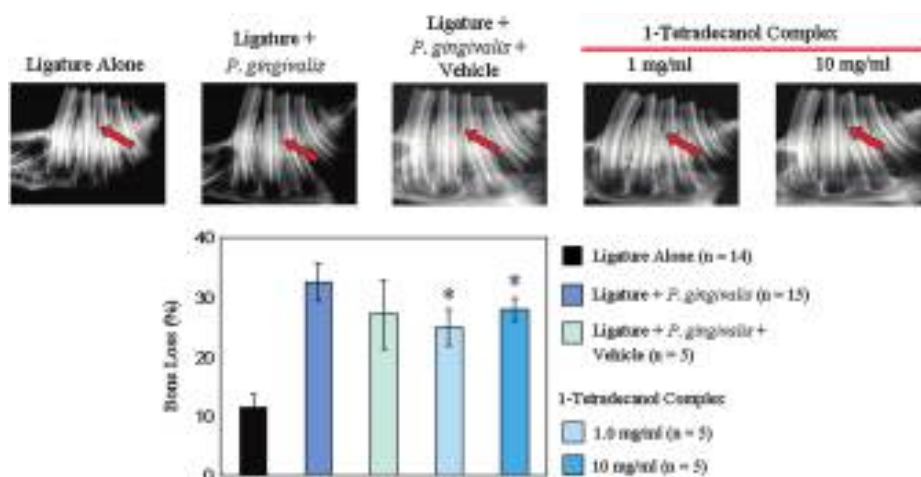 Ligature Alone
Ligature +
P. gingivalis
Ligature +
P. gingivalis +
Vehicle
1-Tetradecanol Complex
1 mg/ml
10 mg/ml
40
30
20
10
0
Bone Loss (%)
*
*
Ligature Alone (n = 14)
Ligature + P. gingivalis (n = 15)
Ligature + P. gingivalis +
Vehicle (n = 5)
1-Tetradecanol Complex
1.0 mg/ml (n = 5)
10 mg/ml (n = 5)